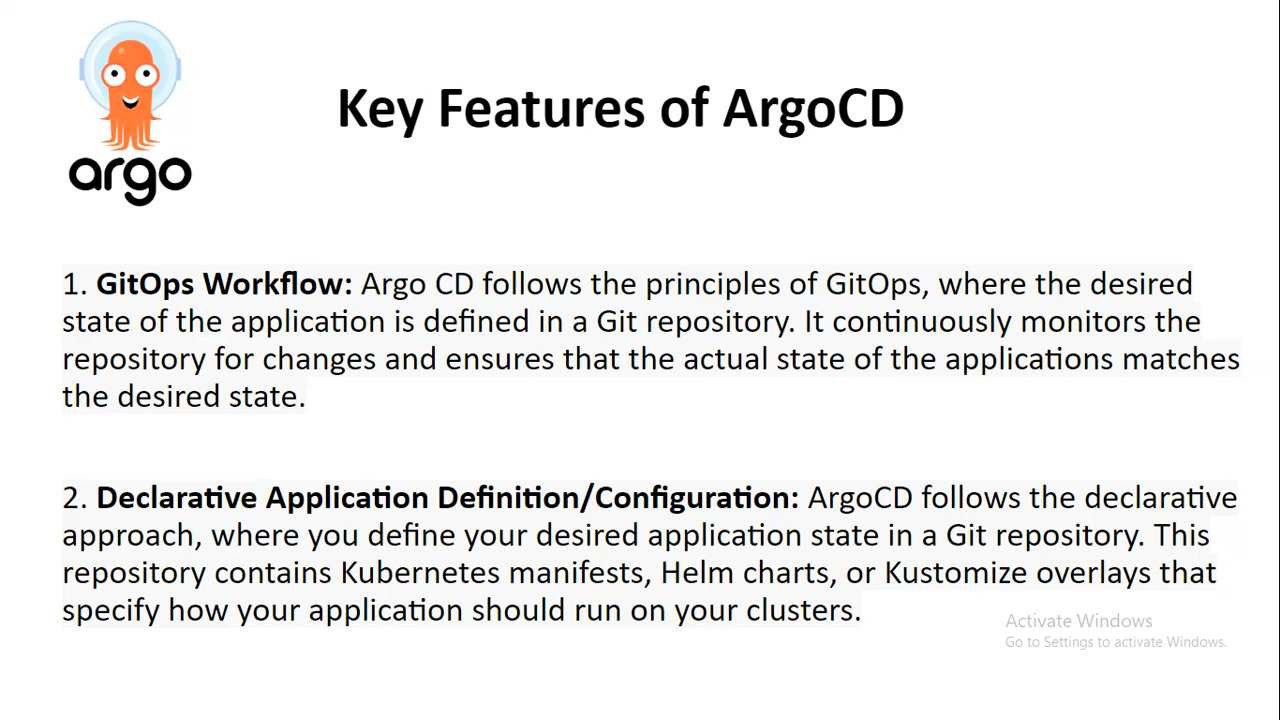 argo
Key Features of ArgoCD
1. GitOps Workflow: Argo CD follows the principles of GitOps, where the desired
state of the application is defined in a Git repository. It continuously monitors the
repository for changes and ensures that the actual state of the applications matches
the desired state.
2. Declarative Application Definition/Configuration: ArgoCD follows the declarative
approach, where you define your desired application state in a Git repository. This
repository contains Kubernetes manifests, Helm charts, or Kustomize overlays that
specify how your application should run on your clusters.
Activate Windows
Go to Settings to activate Windows.